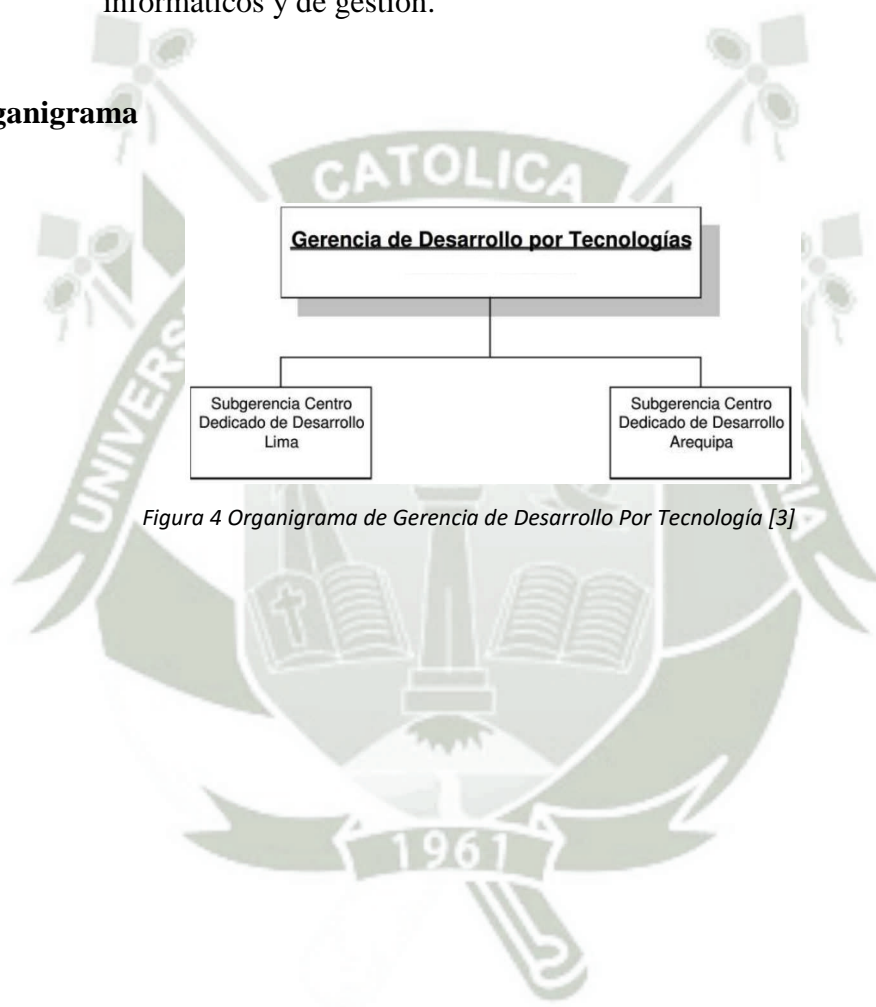 informáticos y de gestión.
ganigrama
CATOLICA
Gerencia de Desarrollo por Tecnologías
Subgerencia Centro
Dedicado de Desarrollo
Lima
Subgerencia Centro
Dedicado de Desarrollo
Arequipa
Figura 4 Organigrama de Gerencia de Desarrollo Por Tecnología [3]
1961